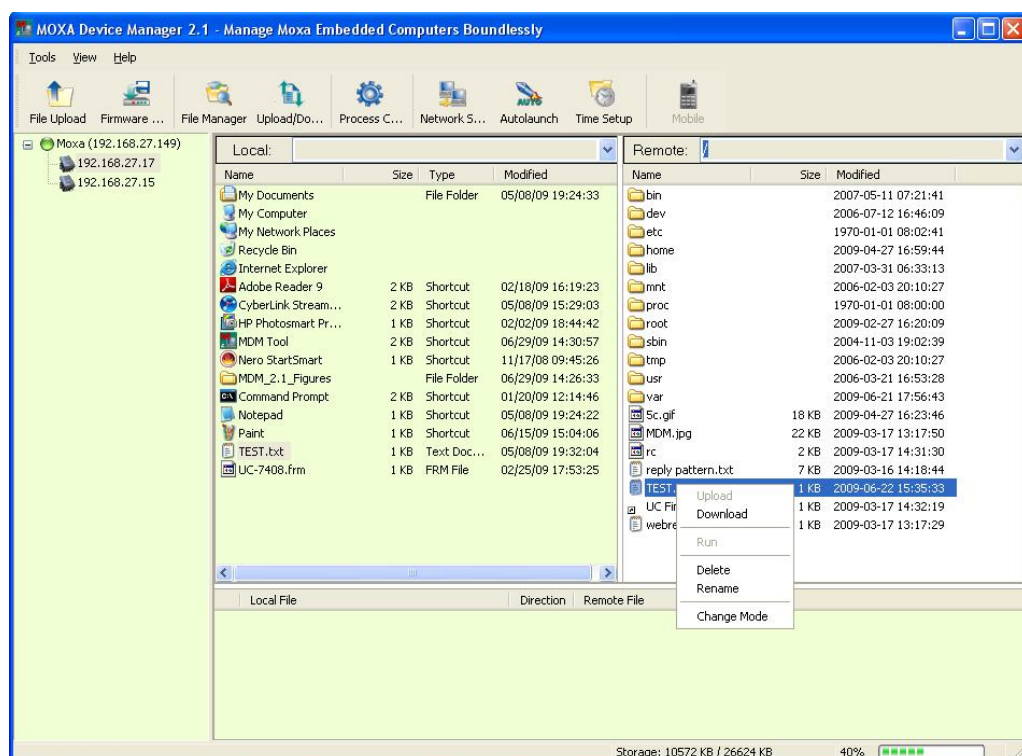 MOXA Device Manager 2.1 - Manage Moxa Embedded Computers Boundlessly
Tools View Help
File Upload Firmware ... File Manager Upload/Do... Process C... Network S... Autolaunch Time Setup Mobile
AUTO
Moxa (192.168.27.149)
192.168.27.17
192.168.27.15
Local:
Name Size Type Modified
My Documents File Folder 05/08/09 19:24:33
My Computer
My Network Places
Recycle Bin
Internet Explorer
Adobe Reader 9 2 KB Shortcut 02/18/09 16:19:23
CyberLink Stream... 2 KB Shortcut 05/08/09 15:29:03
HP Photosmart Pr... 1 KB Shortcut 02/02/09 18:44:42
MDM Tool 2 KB Shortcut 06/29/09 14:30:57
Nero StartSmart 1 KB Shortcut 11/17/08 09:45:26
MDM_2.1_Figures File Folder 06/29/09 14:26:33
Command Prompt 2 KB Shortcut 01/20/09 12:14:46
Notepad 1 KB Shortcut 05/08/09 19:24:22
Paint 1 KB Shortcut 06/15/09 15:04:06
TEST.txt 1 KB Text Doc... 05/08/09 19:32:04
UC-7408.frm 1 KB FRM File 02/25/09 17:53:25
Remote: /
Name Size Modified
bin 2007-05-11 07:21:41
dev 2006-07-12 16:46:09
etc 1970-01-01 08:02:41
home 2009-04-27 16:59:44
lib 2007-03-31 06:33:13
mnt 2006-02-03 20:10:27
proc 1970-01-01 08:00:00
root 2009-02-27 16:20:09
sbin 2004-11-03 19:02:39
tmp 2006-02-03 20:10:27
usr 2006-03-21 16:53:28
var 2009-06-21 17:56:43
5c.gif 18 KB 2009-04-27 16:23:46
MDM.jpg 22 KB 2009-03-17 13:17:50
rc 2 KB 2009-03-17 14:31:30
reply pattern.txt 7 KB 2009-03-16 14:18:44
TEST. 1 KB 2009-06-22 15:35:33
UC Fir 1 KB 2009-03-17 14:32:19
webre 1 KB 2009-03-17 13:17:29
Upload
Download
Run
Delete
Rename
Change Mode
Local File Direction Remote File
Storage: 10572 KB / 26624 KB 40%